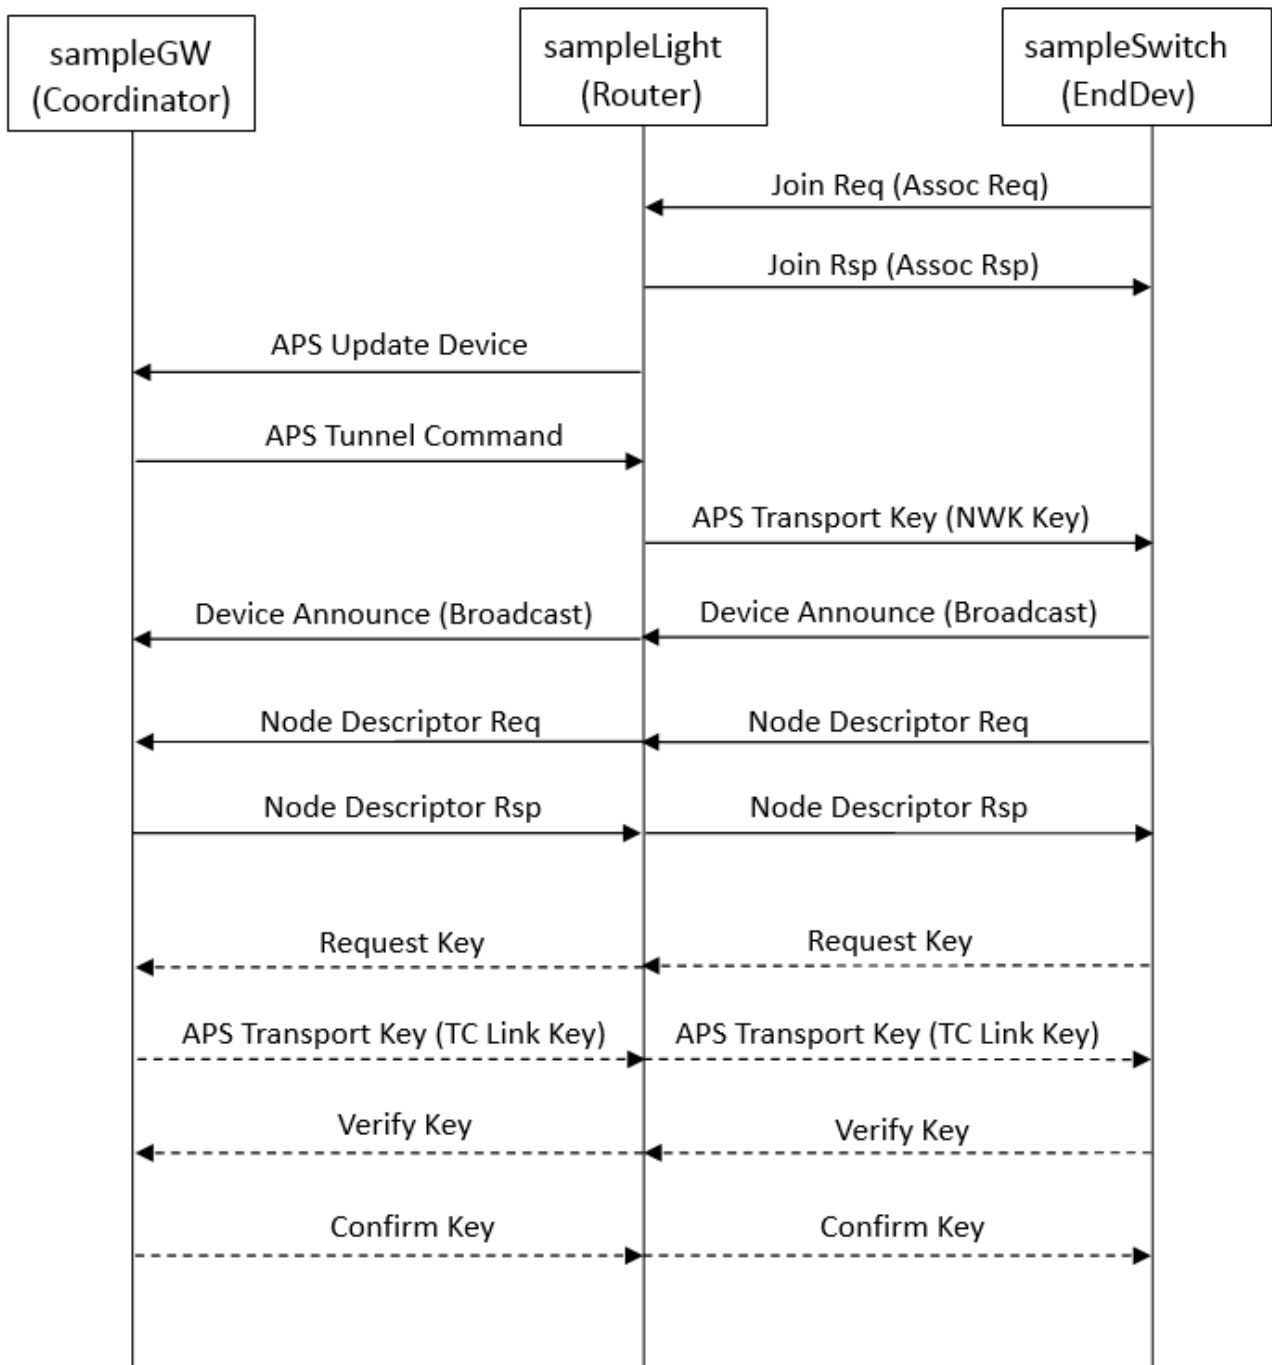 sampleGW
(Coordinator)
sampleLight
(Router)
sampleSwitch
(EndDev)
Join Req (Assoc Req)
Join Rsp (Assoc Rsp)
APS Update Device
APS Tunnel Command
APS Transport Key (NWK Key)
Device Announce (Broadcast)
Device Announce (Broadcast)
Node Descriptor Req
Node Descriptor Req
Node Descriptor Rsp
Node Descriptor Rsp
Request Key
Request Key
APS Transport Key (TC Link Key)
APS Transport Key (TC Link Key)
Verify Key
Verify Key
Confirm Key
Confirm Key